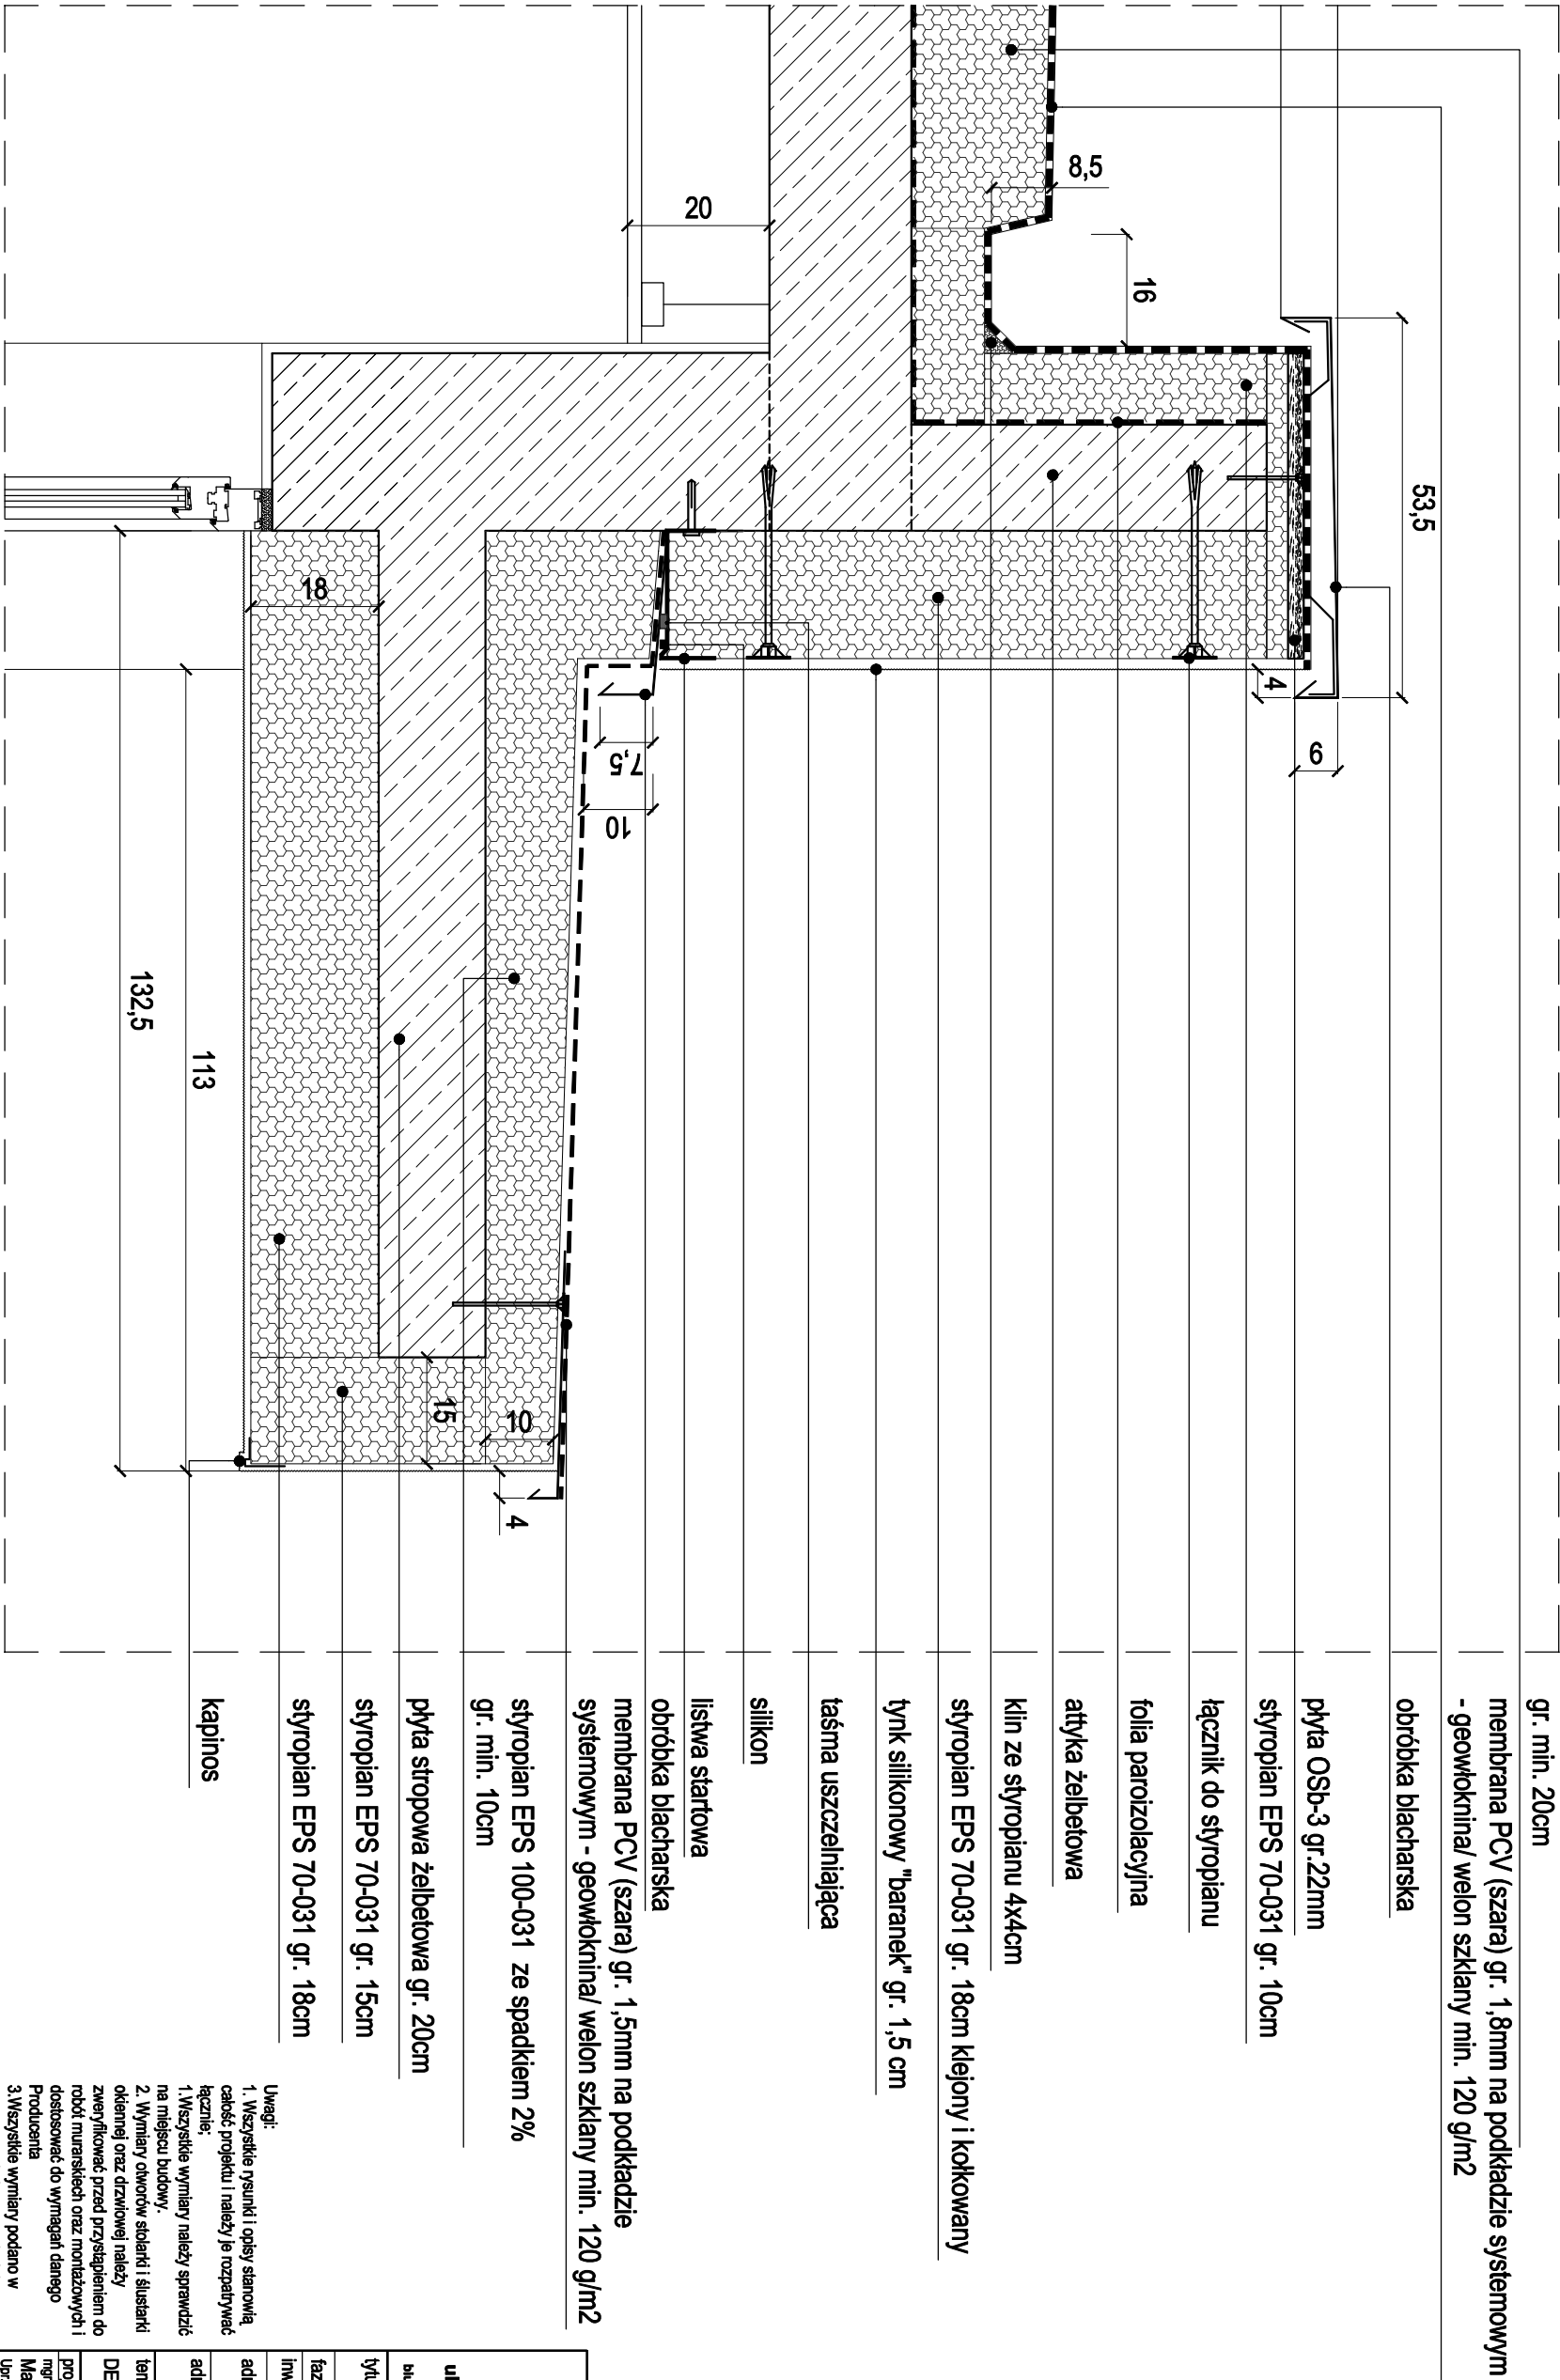 gr. min. 20cm
membrana PCV (szara) gr. 1,8mm na podkładzie systemowym
- geowłoknina/ welon szklany min. 120 g/m2
obróbka blacharska
płyta OSb-3 gr.22mm
styropian EPS 70-031 gr. 10cm
łącznik do styropianu
folia paroizolacyjna
attyka żelbetowa
klin ze styropianu 4x4cm
styropian EPS 70-031 gr. 18cm klejony i kołkowany
tynk silikonowy "baranek" gr. 1,5 cm
taśma uszczelniająca
silikon
listwa startowa
obróbka blacharska
membrana PCV (szara) gr. 1,5mm na podkładzie
systemowym - geowłoknina/ welon szklany min. 120 g/m2
styropian EPS 100-031 ze spadkiem 2%
gr. min. 10cm
płyta stropowa żelbetowa gr. 20cm
styropian EPS 70-031 gr. 15cm
styropian EPS 70-031 gr. 18cm
kapinos
53,5
8,5
16
20
4
6
18
7,5
10
132,5
113
15
10
4
Uwagi:
1. Wszystkie rysunki i opisy stanowią
całość projektu i należy je rozpatrywać
łącznie;
1.Wszystkie wymiary należy sprawdzić
na miejscu budowy.
2. Wymiary otworów stolarki i ślustarki
okiennej oraz drzwiowej należy
zweryfikować przed przystąpieniem do
robót murarskiech oraz montażowych i
dostosować do wymagań danego
Producenta
3.Wszystkie wymiary podano w